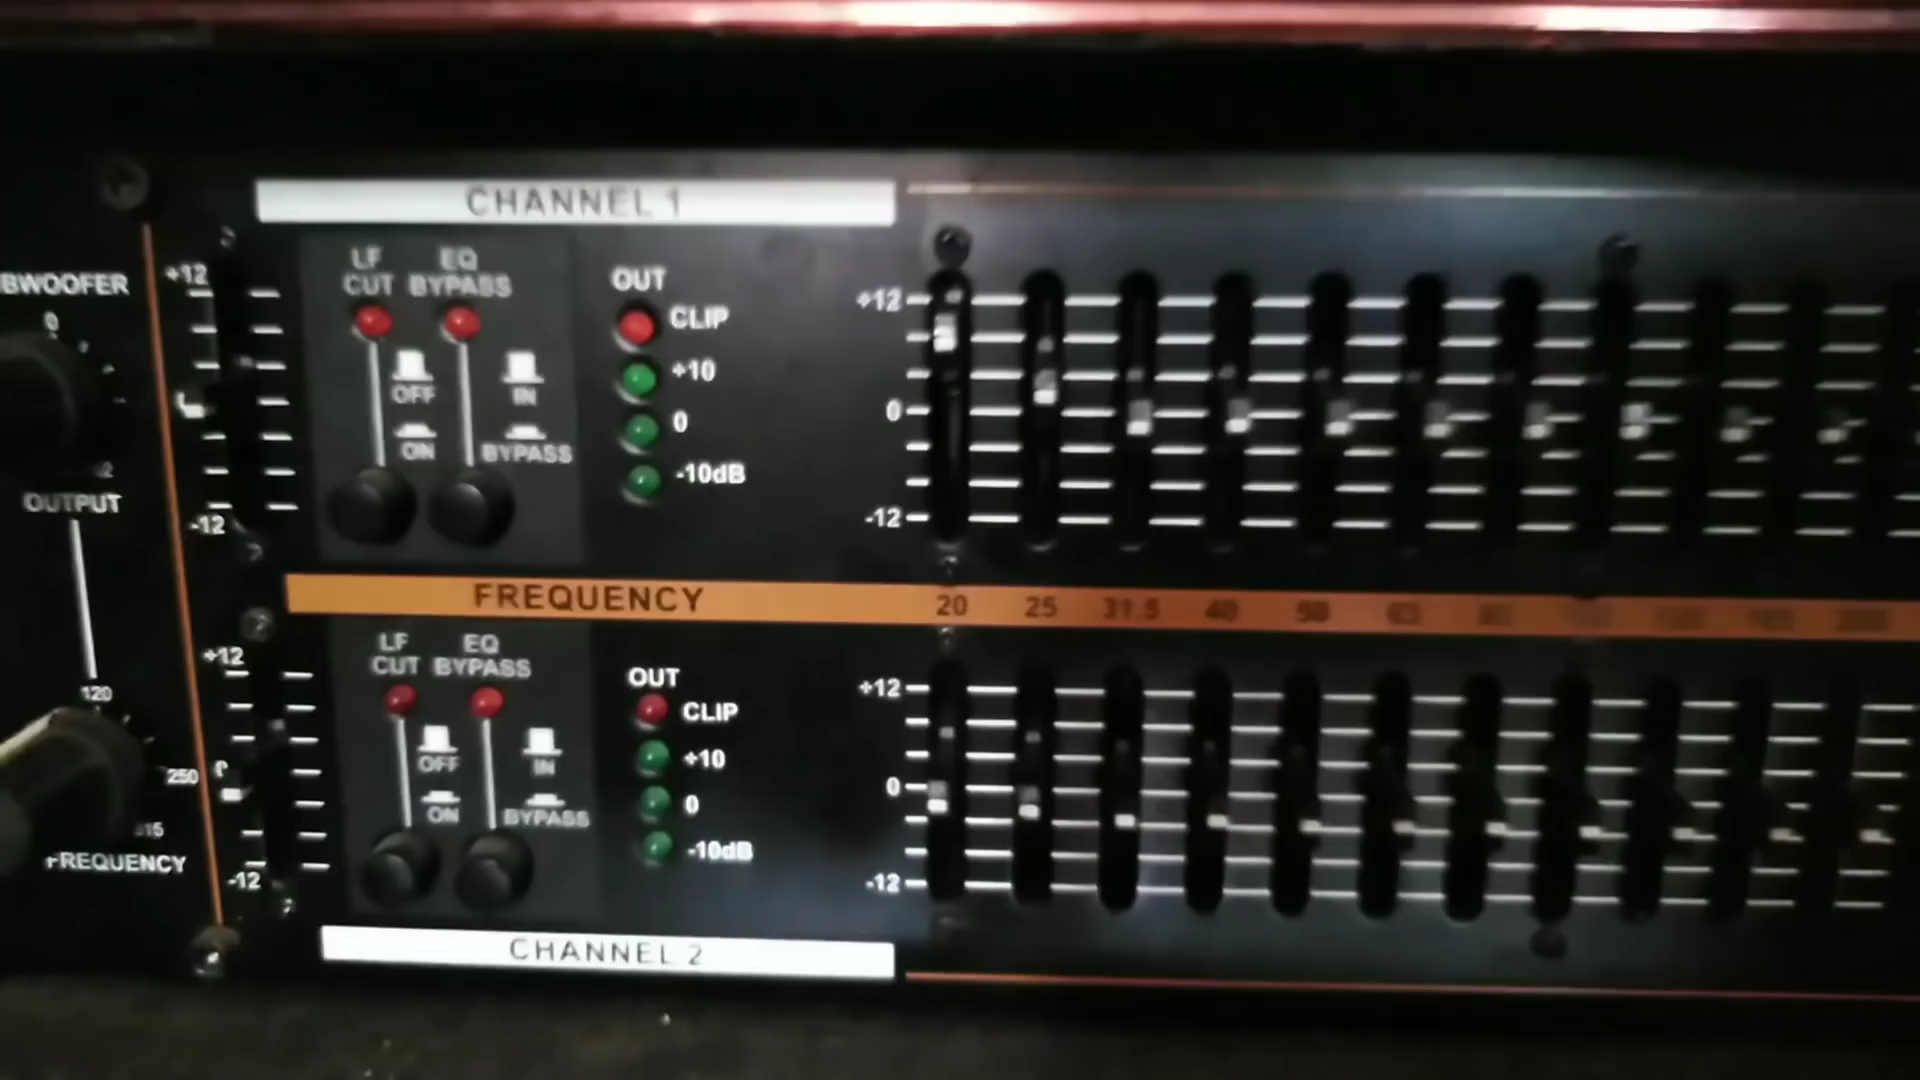 CHANNEL 1
BWOOFER
0
OUTPUT
120
250
FREQUENCY
+12
-12
LF
CUT
EQ
BYPASS
OFF
ON
IN
BYPASS
OUT
CLIP
+10
0
-10dB
+12
0
-12
FREQUENCY 20 25 31.5 40 50 63 80
+12
-12
LF
CUT
EQ
BYPASS
OFF
ON
IN
BYPASS
OUT
CLIP
+10
0
-10dB
+12
0
-12
CHANNEL 2